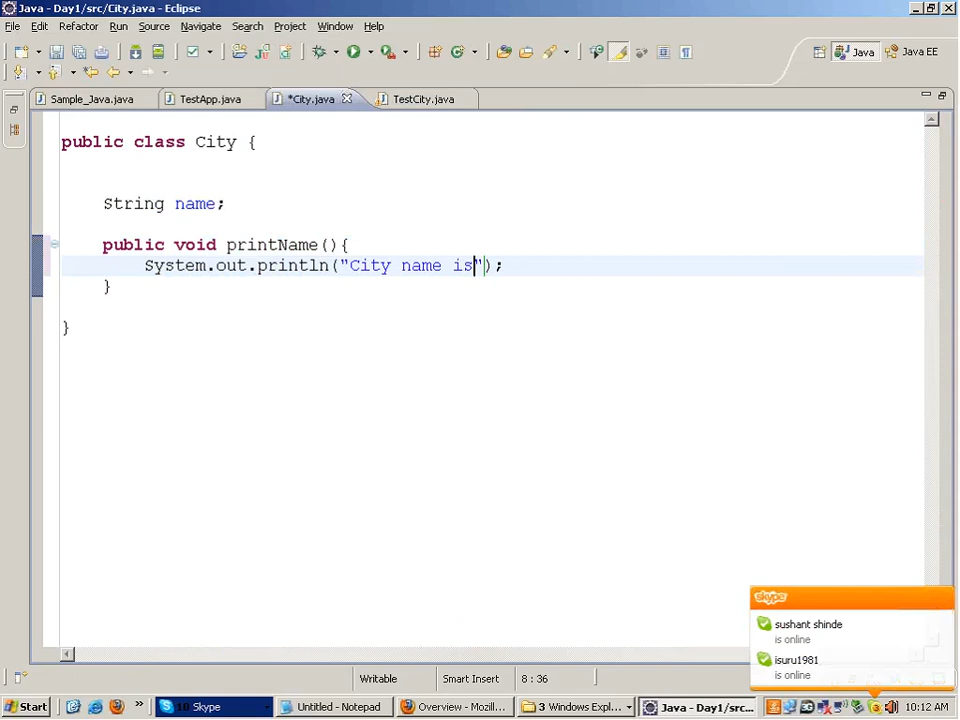 Java - Day1/src/City.java - Eclipse
File Edit Refactor Run Source Navigate Search Project Window Help
Java Java EE
Sample_Java.java TestApp.java *City.java TestCity.java
public class City {
String name;
public void printName(){
System.out.println("City name is");
}
}
skype
sushant shinde
is online
isuru1981
is online
Writable Smart Insert 8 : 36
Start » 10 Skype Untitled - Notepad Overview - Mozill... 3 Windows Expl... Java - Day1/src... 10:12 AM